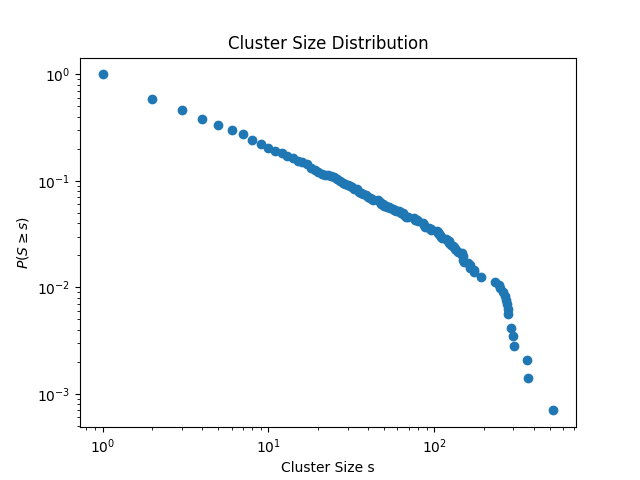 Cluster Size Distribution
10⁰
10⁻¹
10⁻²
10⁻³
P(S ≥ s)
10⁰ 10¹ 10²
Cluster Size s